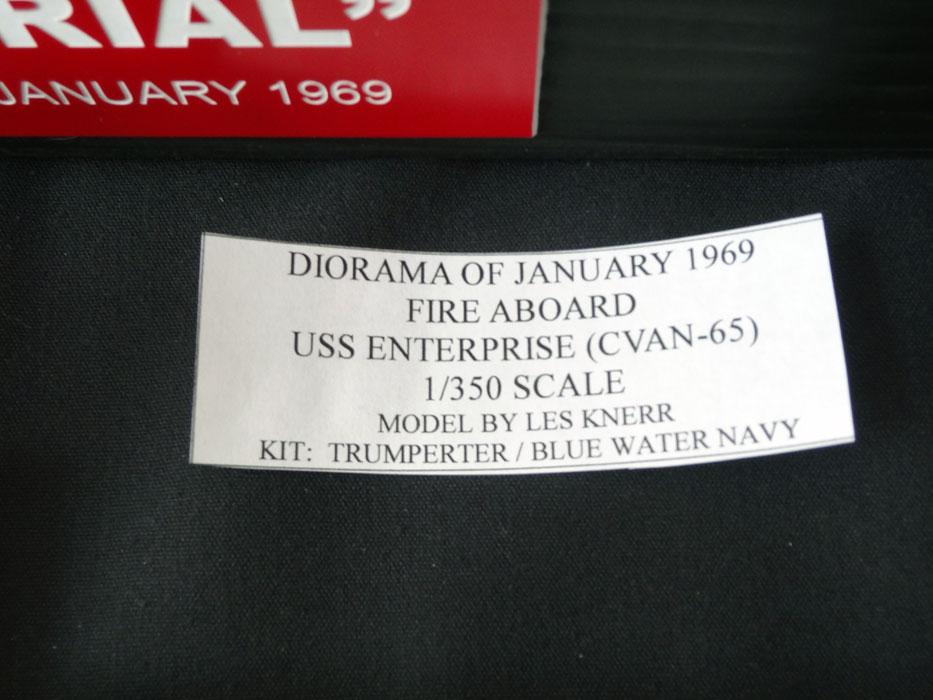 RIAL”
JANUARY 1969
DIORAMA OF JANUARY 1969
FIRE ABOARD
USS ENTERPRISE (CVAN-65)
1/350 SCALE
MODEL BY LES KNERR
KIT: TRUMPERTER / BLUE WATER NAVY